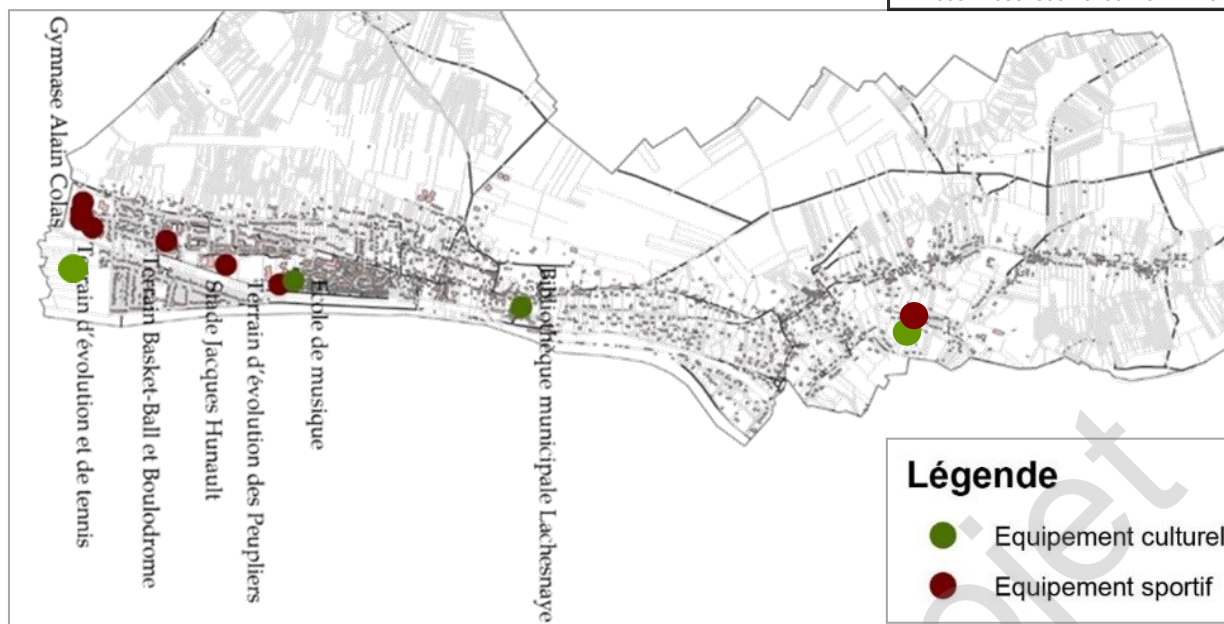 Gymnase Alain Colas
Terrain d'évolution et de tennis
Terrain Basket-Ball et Boulodrome
Stade Jacques Hunault
Terrain d'évolution des Peupliers
Ecole de musique
Bibliothèque municipale Lachesnaye
Légende
Equipement culturel
Equipement sportif
ojet